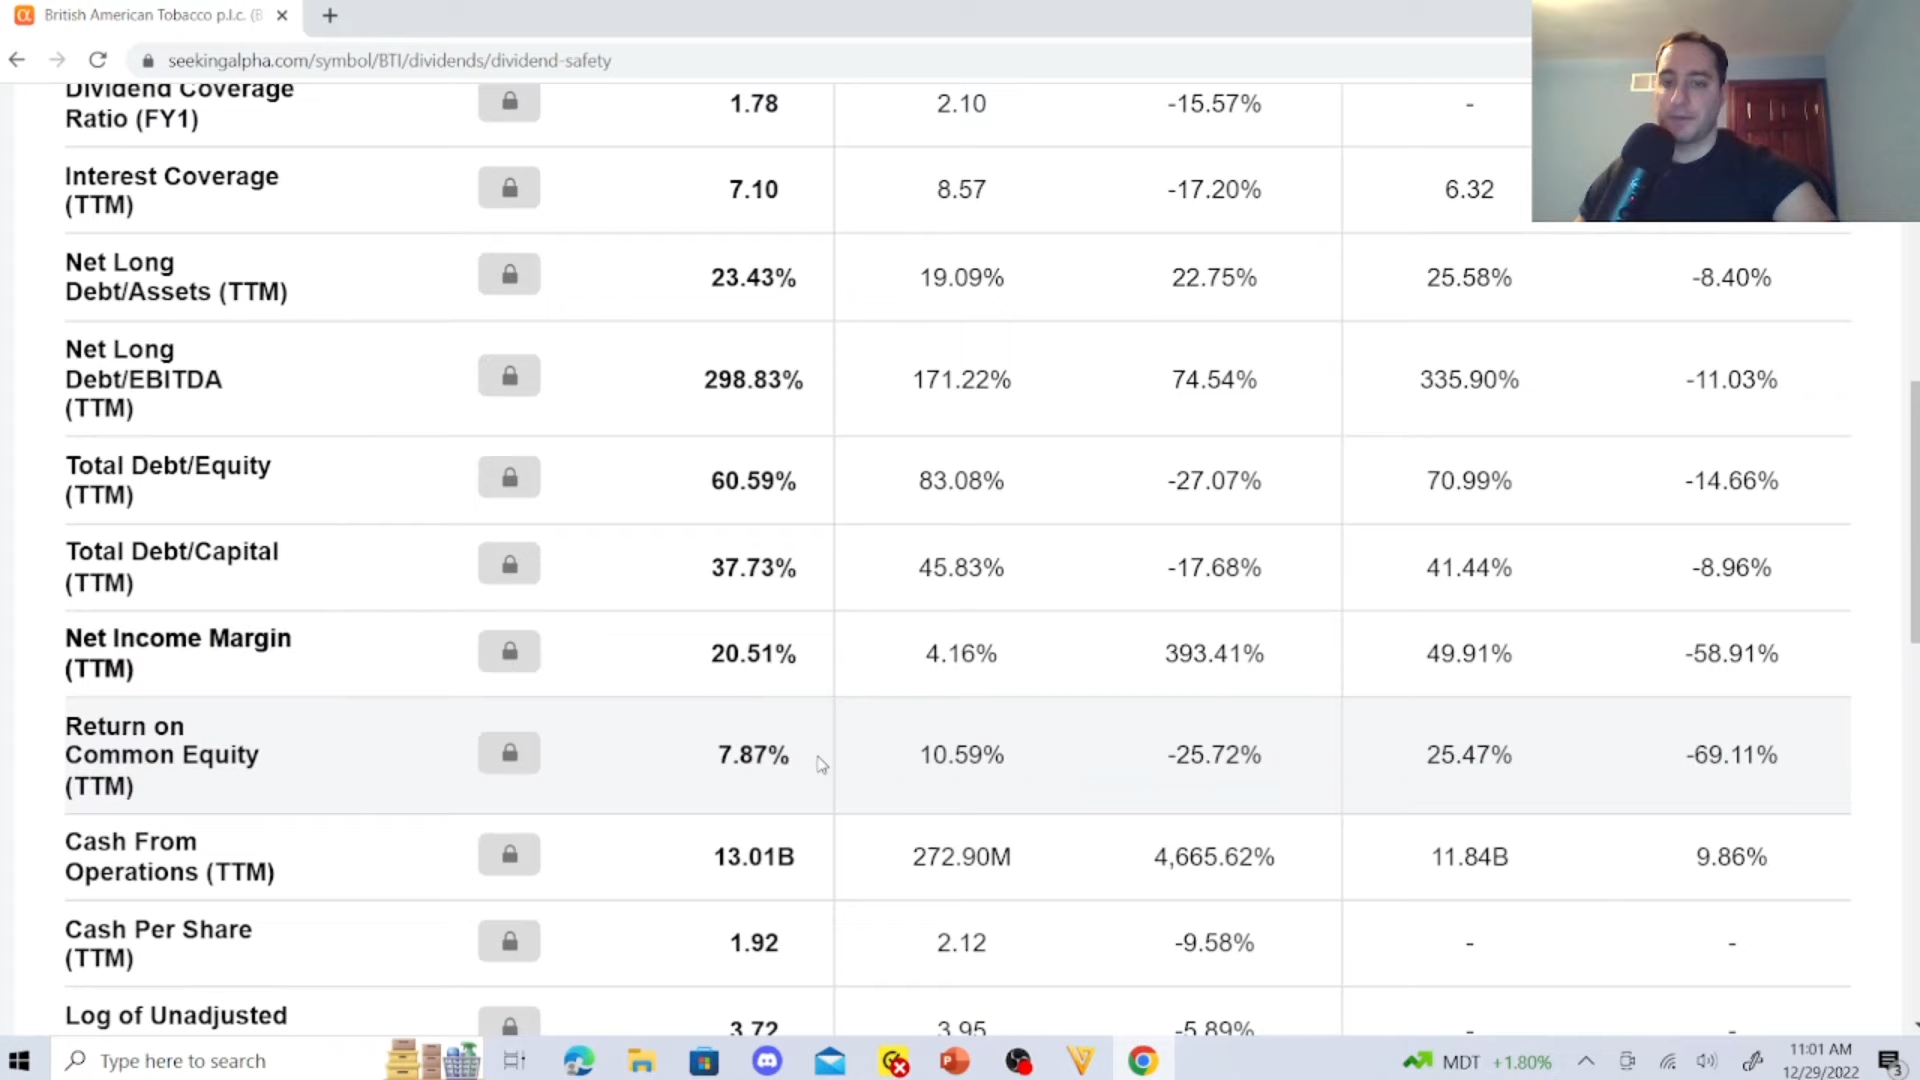 British American Tobacco p.l.c. (B
seekingalpha.com/symbol/BTI/dividends/dividend-safety
Dividend Coverage
Ratio (FY1)
1.78
2.10
-15.57%
-
Interest Coverage
(TTM)
7.10
8.57
-17.20%
6.32
Net Long
Debt/Assets (TTM)
23.43%
19.09%
22.75%
25.58%
-8.40%
Net Long
Debt/EBITDA
(TTM)
298.83%
171.22%
74.54%
335.90%
-11.03%
Total Debt/Equity
(TTM)
60.59%
83.08%
-27.07%
70.99%
-14.66%
Total Debt/Capital
(TTM)
37.73%
45.83%
-17.68%
41.44%
-8.96%
Net Income Margin
(TTM)
20.51%
4.16%
393.41%
49.91%
-58.91%
Return on
Common Equity
(TTM)
7.87%
10.59%
-25.72%
25.47%
-69.11%
Cash From
Operations (TTM)
13.01B
272.90M
4,665.62%
11.84B
9.86%
Cash Per Share
(TTM)
1.92
2.12
-9.58%
-
-
Log of Unadjusted
3.72
3.95
-5.89%
-
-
Type here to search
MDT +1.80%
11:01 AM
12/29/2022
3